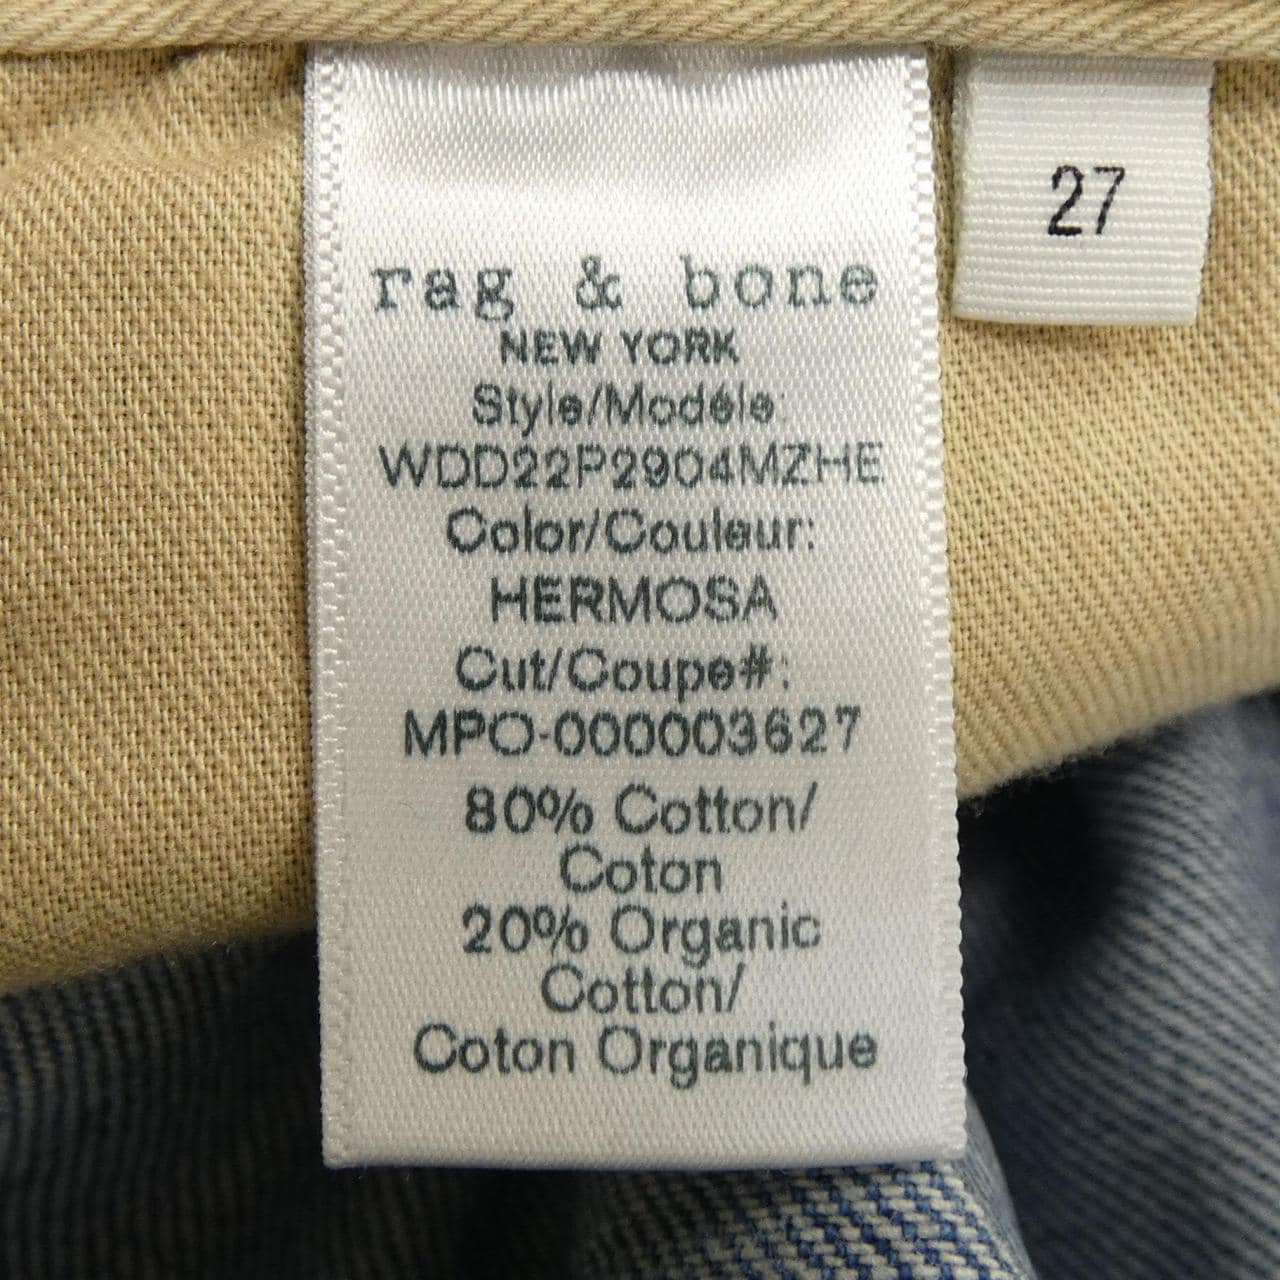 rag & bone
NEW YORK
Style/Modéle:
WDD22P2904MZHE
Color/Couleur:
HERMOSA
Cut/Coupe#:
MPO-000003627
80% Cotton/
Coton
20% Organic
Cotton/
Coton Organique
27